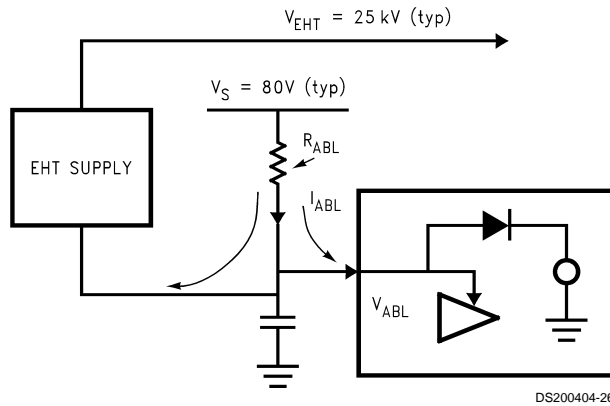 V_EHT = 25 kV (typ)
V_S = 80V (typ)
R_ABL
EHT SUPPLY
I_ABL
V_ABL
DS200404-26